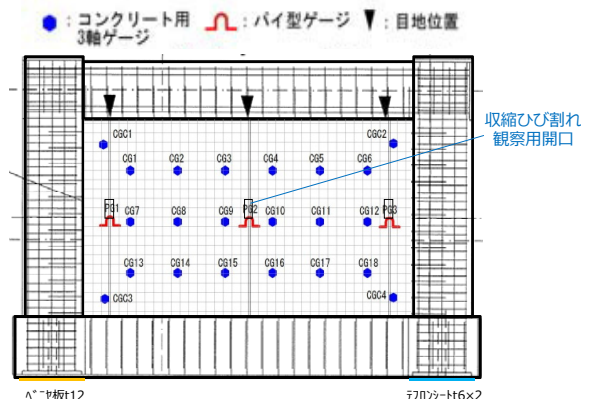 ：コンクリート用
3軸ゲージ
：パイ型ゲージ
：目地位置
CGC1
CGC2
収縮ひび割れ
観察用開口
CG1 CG2 CG3 CG4 CG5 CG6
PG1 CG7 CG8 CG9 PG2 CG10 CG11 CG12 PG3
CG13 CG14 CG15 CG16 CG17 CG18
CGC3
CGC4
ﾍﾞﾆﾔ板t12
ﾃﾌﾛﾝｼｰﾄt6×2